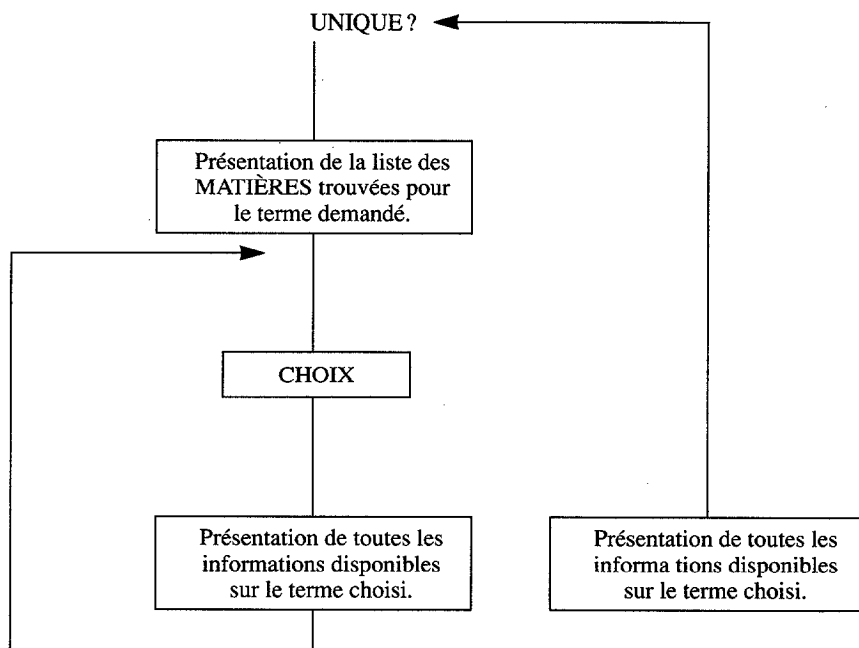 UNIQUE ?
Présentation de la liste des
MATIÈRES trouvées pour
le terme demandé.
CHOIX
Présentation de toutes les
informations disponibles
sur le terme choisi.
Présentation de toutes les
informa tions disponibles
sur le terme choisi.